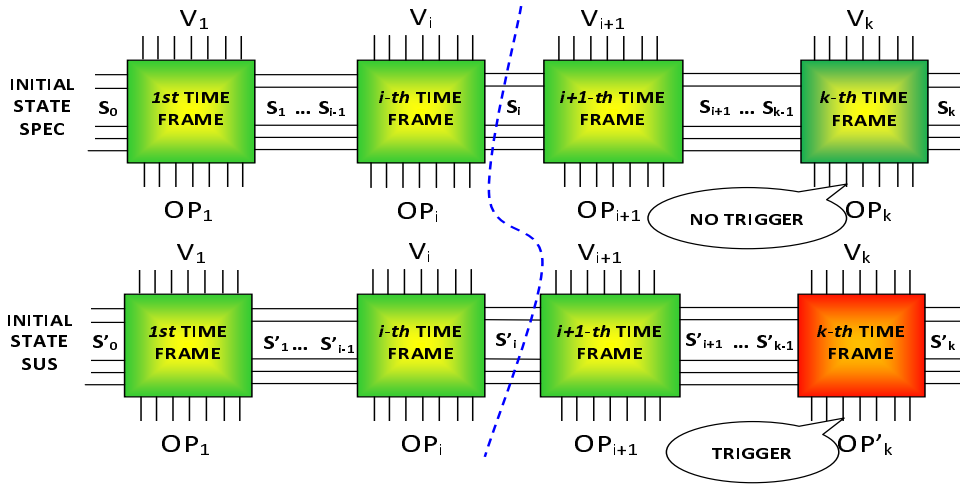 V₁ Vᵢ Vᵢ₊₁ Vₖ
INITIAL STATE SPEC
S₀
1st TIME FRAME
S₁ ... Sᵢ₋₁
i-th TIME FRAME
Sᵢ
i+1-th TIME FRAME
Sᵢ₊₁ ... Sₖ₋₁
k-th TIME FRAME
Sₖ
OP₁ OPᵢ OPᵢ₊₁ NO TRIGGER OPₖ
V₁ Vᵢ Vᵢ₊₁ Vₖ
INITIAL STATE SUS
S'₀
1st TIME FRAME
S'₁ ... S'ᵢ₋₁
i-th TIME FRAME
S'ᵢ
i+1-th TIME FRAME
S'ᵢ₊₁ ... S'ₖ₋₁
k-th TIME FRAME
S'ₖ
OP₁ OPᵢ OPᵢ₊₁ TRIGGER OP'ₖ